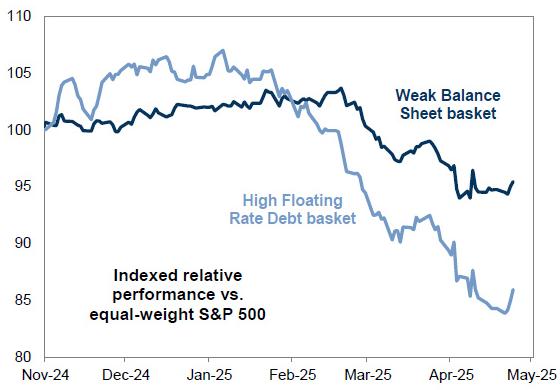 110
105
100
95
90
85
80
Weak Balance
Sheet basket
High Floating
Rate Debt basket
Indexed relative
performance vs.
equal-weight S&P 500
Nov-24 Dec-24 Jan-25 Feb-25 Mar-25 Apr-25 May-25